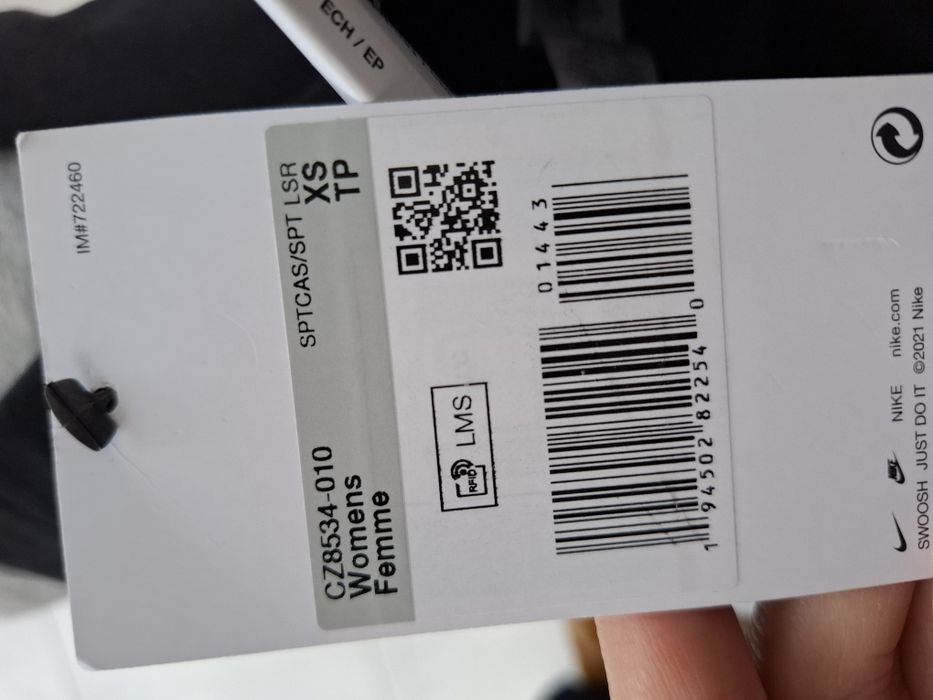 ECH / EP
IM#722460
SPTCAS/SPT LSR
XS
TP
CZ8534-010
Womens
Femme
RFID LMS
01443
1 94502 82254 0
NIKE nike.com
SWOOSH JUST DO IT ©2021 Nike